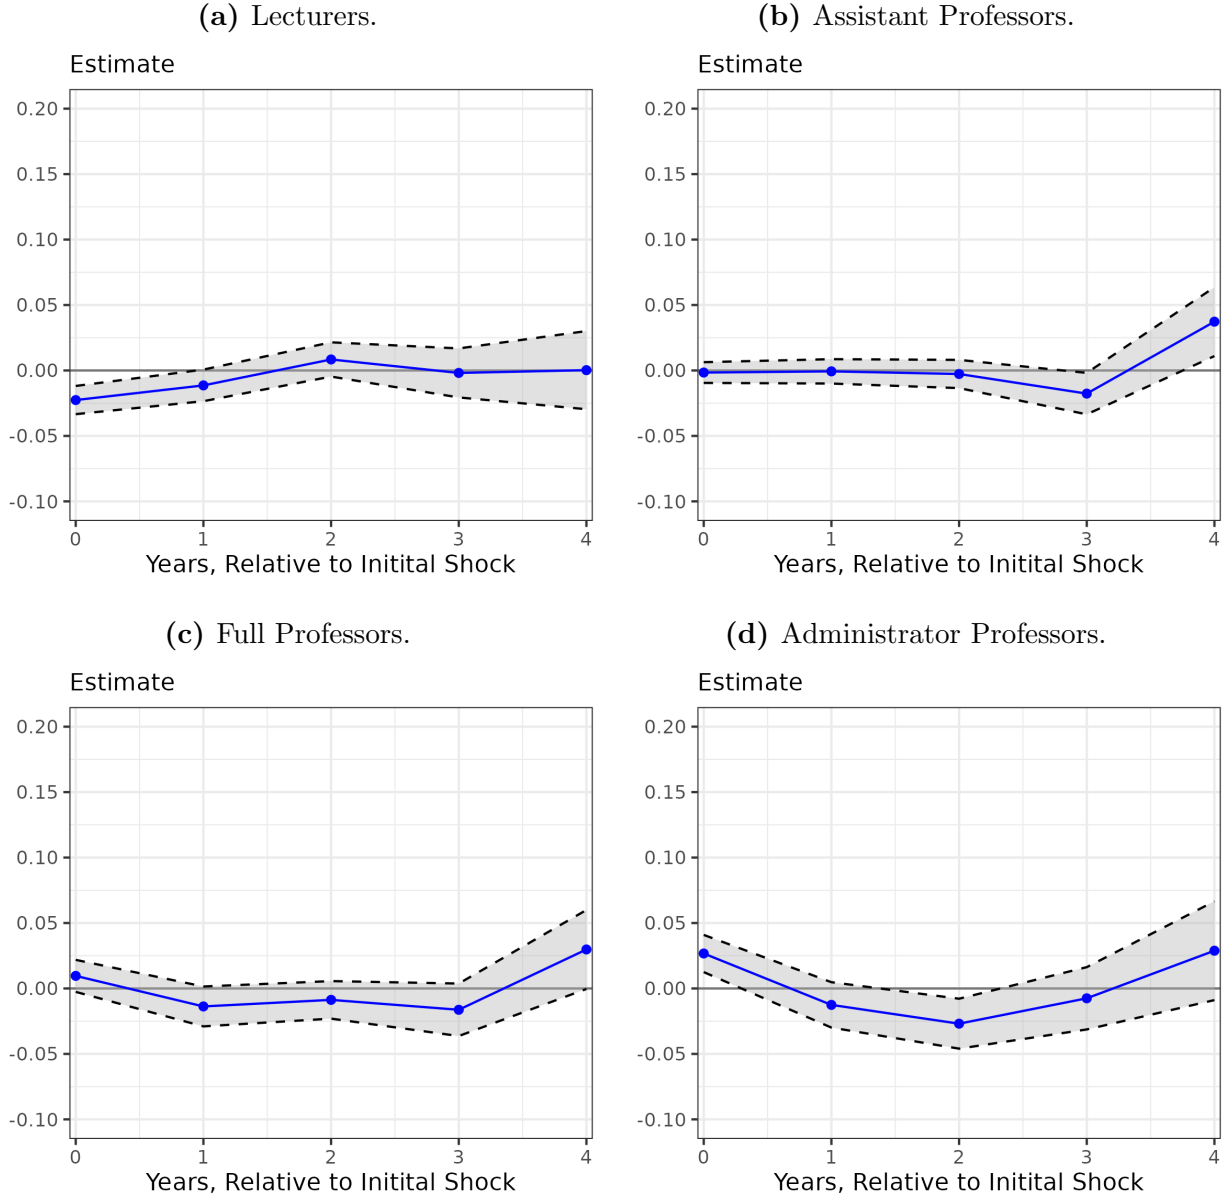 (a) Lecturers.
Estimate
0.20
0.15
0.10
0.05
0.00
-0.05
-0.10
0 1 2 3 4
Years, Relative to Initital Shock
(b) Assistant Professors.
Estimate
0.20
0.15
0.10
0.05
0.00
-0.05
-0.10
0 1 2 3 4
Years, Relative to Initital Shock
(c) Full Professors.
Estimate
0.20
0.15
0.10
0.05
0.00
-0.05
-0.10
0 1 2 3 4
Years, Relative to Initital Shock
(d) Administrator Professors.
Estimate
0.20
0.15
0.10
0.05
0.00
-0.05
-0.10
0 1 2 3 4
Years, Relative to Initital Shock